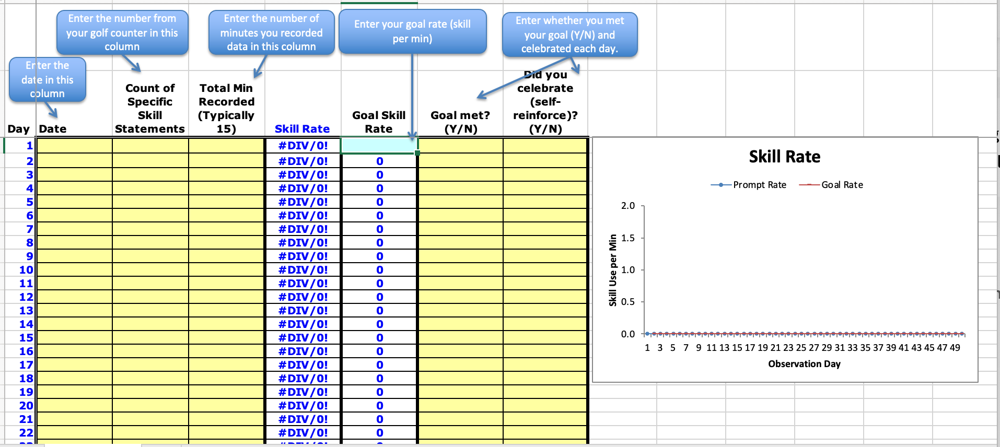 Enter the number from
your golf counter in this
column
Enter the number of
minutes you recorded
data in this column
Enter your goal rate (skill
per min)
Enter whether you met
your goal (Y/N) and
celebrated each day.
Enter the
date in this
column
Day
Date
Count of
Specific
Skill
Statements
Total Min
Recorded
(Typically
15)
Skill Rate
Goal Skill
Rate
Goal met?
(Y/N)
Did you
celebrate
(self-
reinforce)?
(Y/N)
1 #DIV/0!
2 #DIV/0! 0
3 #DIV/0! 0
4 #DIV/0! 0
5 #DIV/0! 0
6 #DIV/0! 0
7 #DIV/0! 0
8 #DIV/0! 0
9 #DIV/0! 0
10 #DIV/0! 0
11 #DIV/0! 0
12 #DIV/0! 0
13 #DIV/0! 0
14 #DIV/0! 0
15 #DIV/0! 0
16 #DIV/0! 0
17 #DIV/0! 0
18 #DIV/0! 0
19 #DIV/0! 0
20 #DIV/0! 0
21 #DIV/0! 0
22 #DIV/0! 0
Skill Rate
Prompt Rate
Goal Rate
Skill Use per Min
2.0
1.5
1.0
0.5
0.0
1 3 5 7 9 11 13 15 17 19 21 23 25 27 29 31 33 35 37 39 41 43 45 47 49
Observation Day